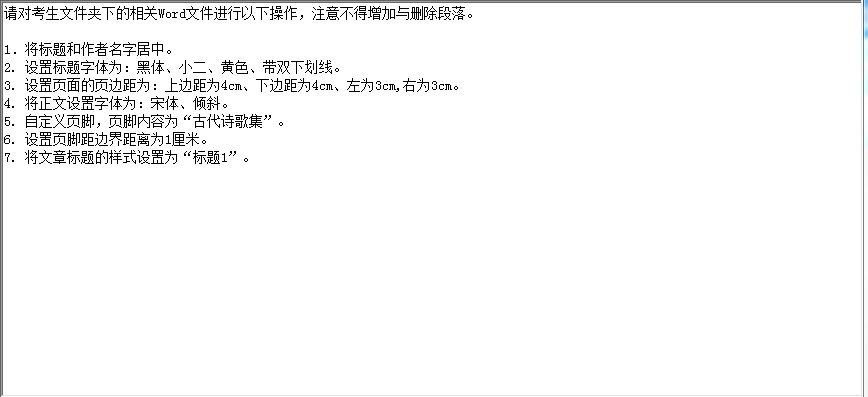 请对考生文件夹下的相关Word文件进行以下操作，注意不得增加与删除段落。
1. 将标题和作者名字居中。
2. 设置标题字体为：黑体、小二、黄色、带双下划线。
3. 设置页面的页边距为：上边距为4cm、下边距为4cm、左为3cm,右为3cm。
4. 将正文设置字体为：宋体、倾斜。
5. 自定义页脚，页脚内容为“古代诗歌集”。
6. 设置页脚距边界距离为1厘米。
7. 将文章标题的样式设置为“标题1”。